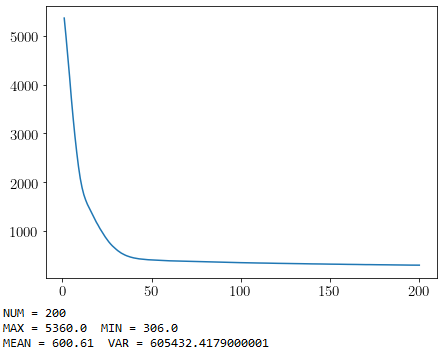 5000
4000
3000
2000
1000
0 50 100 150 200
NUM = 200
MAX = 5360.0 MIN = 306.0
MEAN = 600.61 VAR = 605432.4179000001